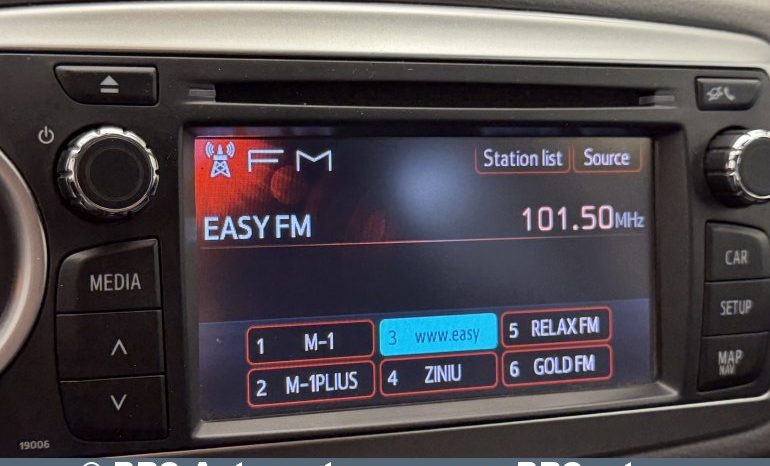 FM
Station list
Source
EASY FM
101.50MHz
MEDIA
CAR
SETUP
MAP
NAV
1 M-1
3 www.easy
5 RELAX FM
2 M-1PLIUS
4 ZINIU
6 GOLD FM
19006